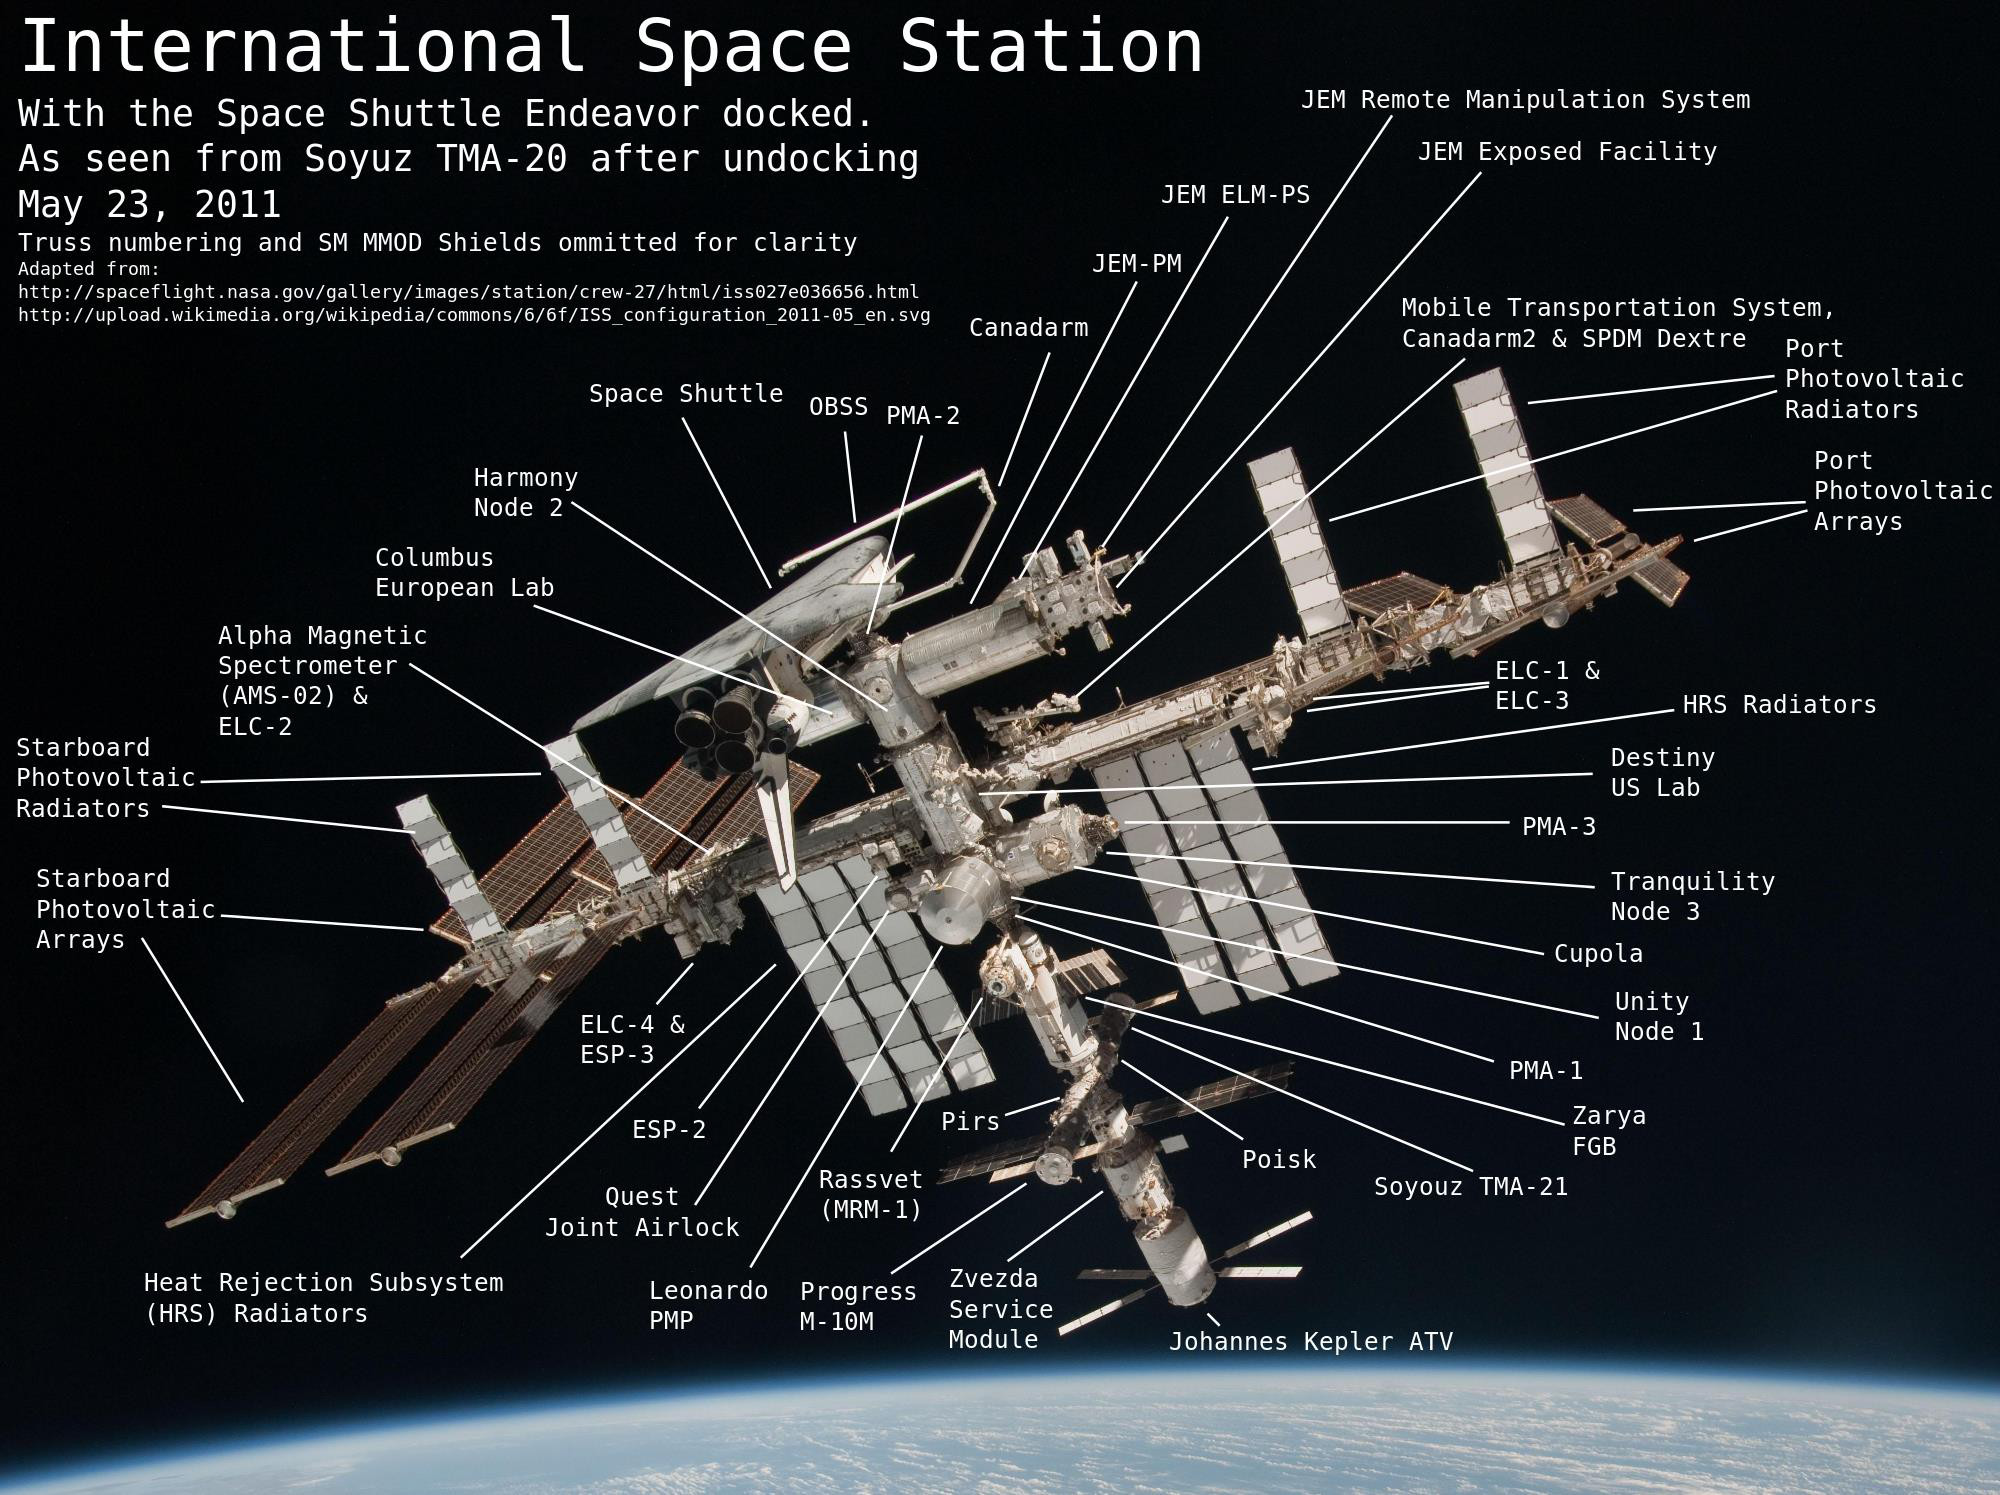 International Space Station
With the Space Shuttle Endeavor docked.
As seen from Soyuz TMA-20 after undocking
May 23, 2011
Truss numbering and SM MMOD Shields ommitted for clarity
Adapted from:
http://spaceflight.nasa.gov/gallery/images/station/crew-27/html/iss027e036656.html
http://upload.wikimedia.org/wikipedia/commons/6/6f/ISS_configuration_2011-05_en.svg
JEM Remote Manipulation System
JEM Exposed Facility
JEM ELM-PS
JEM-PM
Canadarm
Mobile Transportation System,
Canadarm2 & SPDM Dextre
Port
Photovoltaic
Radiators
Space Shuttle
OBSS
PMA-2
Port
Photovoltaic
Arrays
Harmony
Node 2
Columbus
European Lab
Alpha Magnetic
Spectrometer
(AMS-02) &
ELC-2
ELC-1 &
ELC-3
HRS Radiators
Starboard
Photovoltaic
Radiators
Destiny
US Lab
PMA-3
Starboard
Photovoltaic
Arrays
Tranquility
Node 3
Cupola
Unity
Node 1
ELC-4 &
ESP-3
PMA-1
ESP-2
Pirs
Zarya
FGB
Poisk
Soyouz TMA-21
Rassvet
(MRM-1)
Quest
Joint Airlock
Heat Rejection Subsystem
(HRS) Radiators
Leonardo
PMP
Progress
M-10M
Zvezda
Service
Module
Johannes Kepler ATV